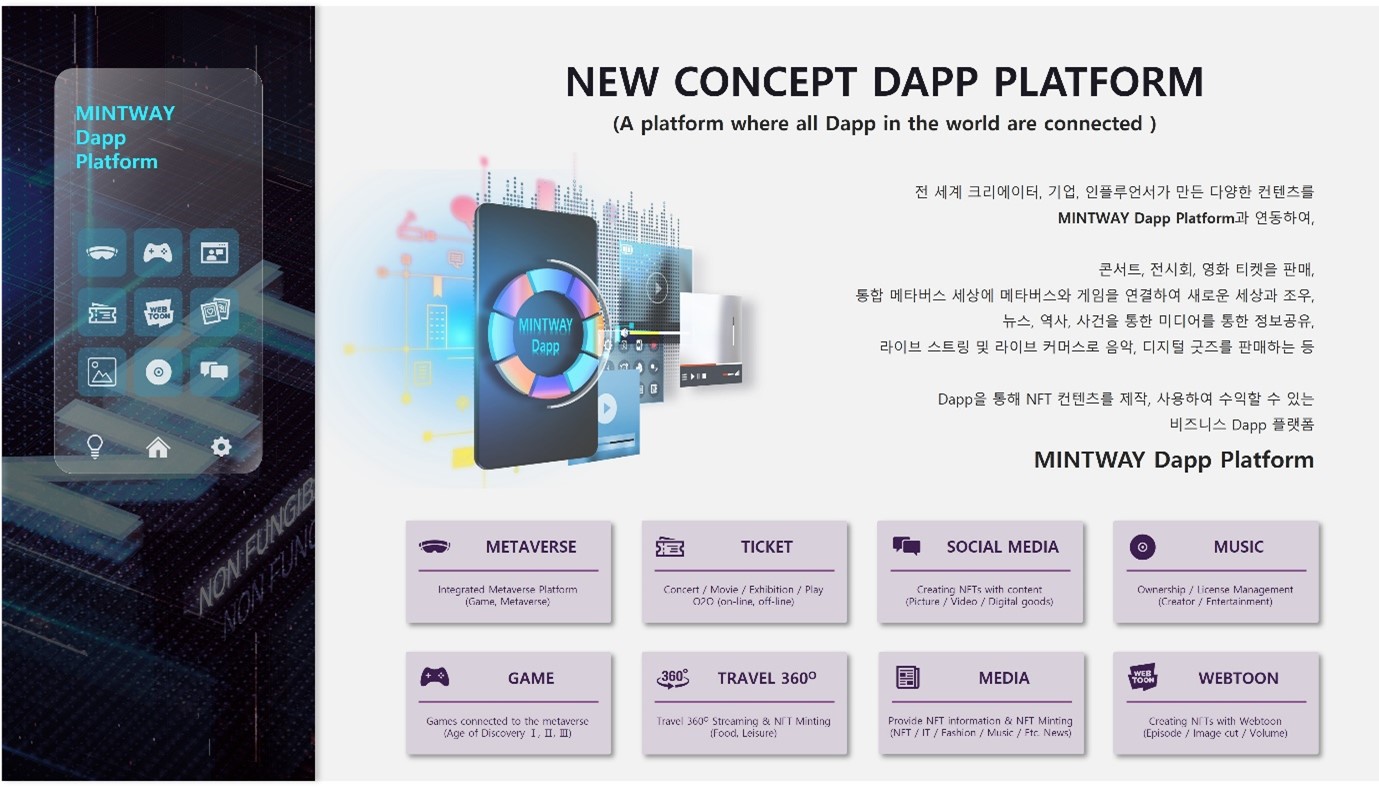 MINTWAY
Dapp
Platform
NON FUNGIB
NON FUNG
NEW CONCEPT DAPP PLATFORM
(A platform where all Dapp in the world are connected )
MINTWAY
Dapp
전 세계 크리에이터, 기업, 인플루언서가 만든 다양한 컨텐츠를
MINTWAY Dapp Platform과 연동하여,
콘서트, 전시회, 영화 티켓을 판매,
통합 메타버스 세상에 메타버스와 게임을 연결하여 새로운 세상과 조우,
뉴스, 역사, 사건을 통한 미디어를 통한 정보공유,
라이브 스트링 및 라이브 커머스로 음악, 디지털 굿즈를 판매하는 등
Dapp을 통해 NFT 컨텐츠를 제작, 사용하여 수익할 수 있는
비즈니스 Dapp 플랫폼
MINTWAY Dapp Platform
METAVERSE
Integrated Metaverse Platform
(Game, Metaverse)
TICKET
Concert / Movie / Exhibition / Play
O2O (on-line, off-line)
SOCIAL MEDIA
Creating NFTs with content
(Picture / Video / Digital goods)
MUSIC
Ownership / License Management
(Creator / Entertainment)
GAME
Games connected to the metaverse
(Age of Discovery Ⅰ, Ⅱ, Ⅲ)
360°
TRAVEL 360º
Travel 360º Streaming & NFT Minting
(Food, Leisure)
MEDIA
Provide NFT information & NFT Minting
(NFT / IT / Fashion / Music / Etc. News)
WEB
TOON
WEBTOON
Creating NFTs with Webtoon
(Episode / Image cut / Volume)